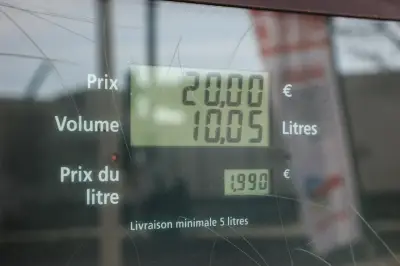 Prix 20,00 €
Volume 10,05 Litres
Prix du
litre 1,990 €
Livraison minimale 5 litres